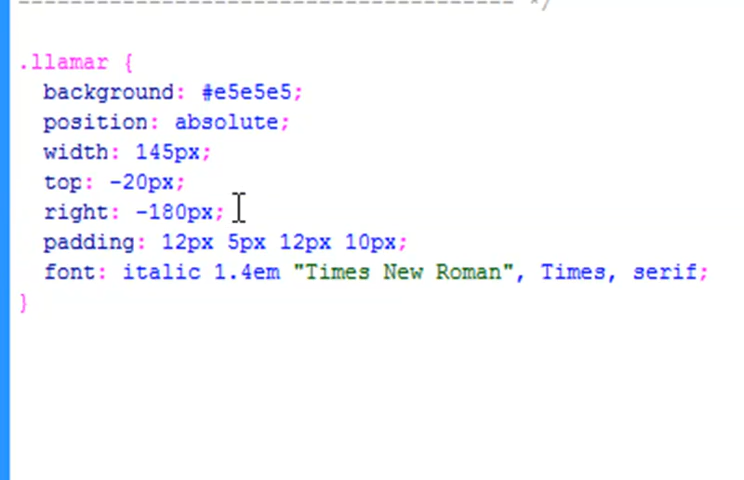 --------------------------------------- */
.llamar {
background: #e5e5e5;
position: absolute;
width: 145px;
top: -20px;
right: -180px;
padding: 12px 5px 12px 10px;
font: italic 1.4em "Times New Roman", Times, serif;
}